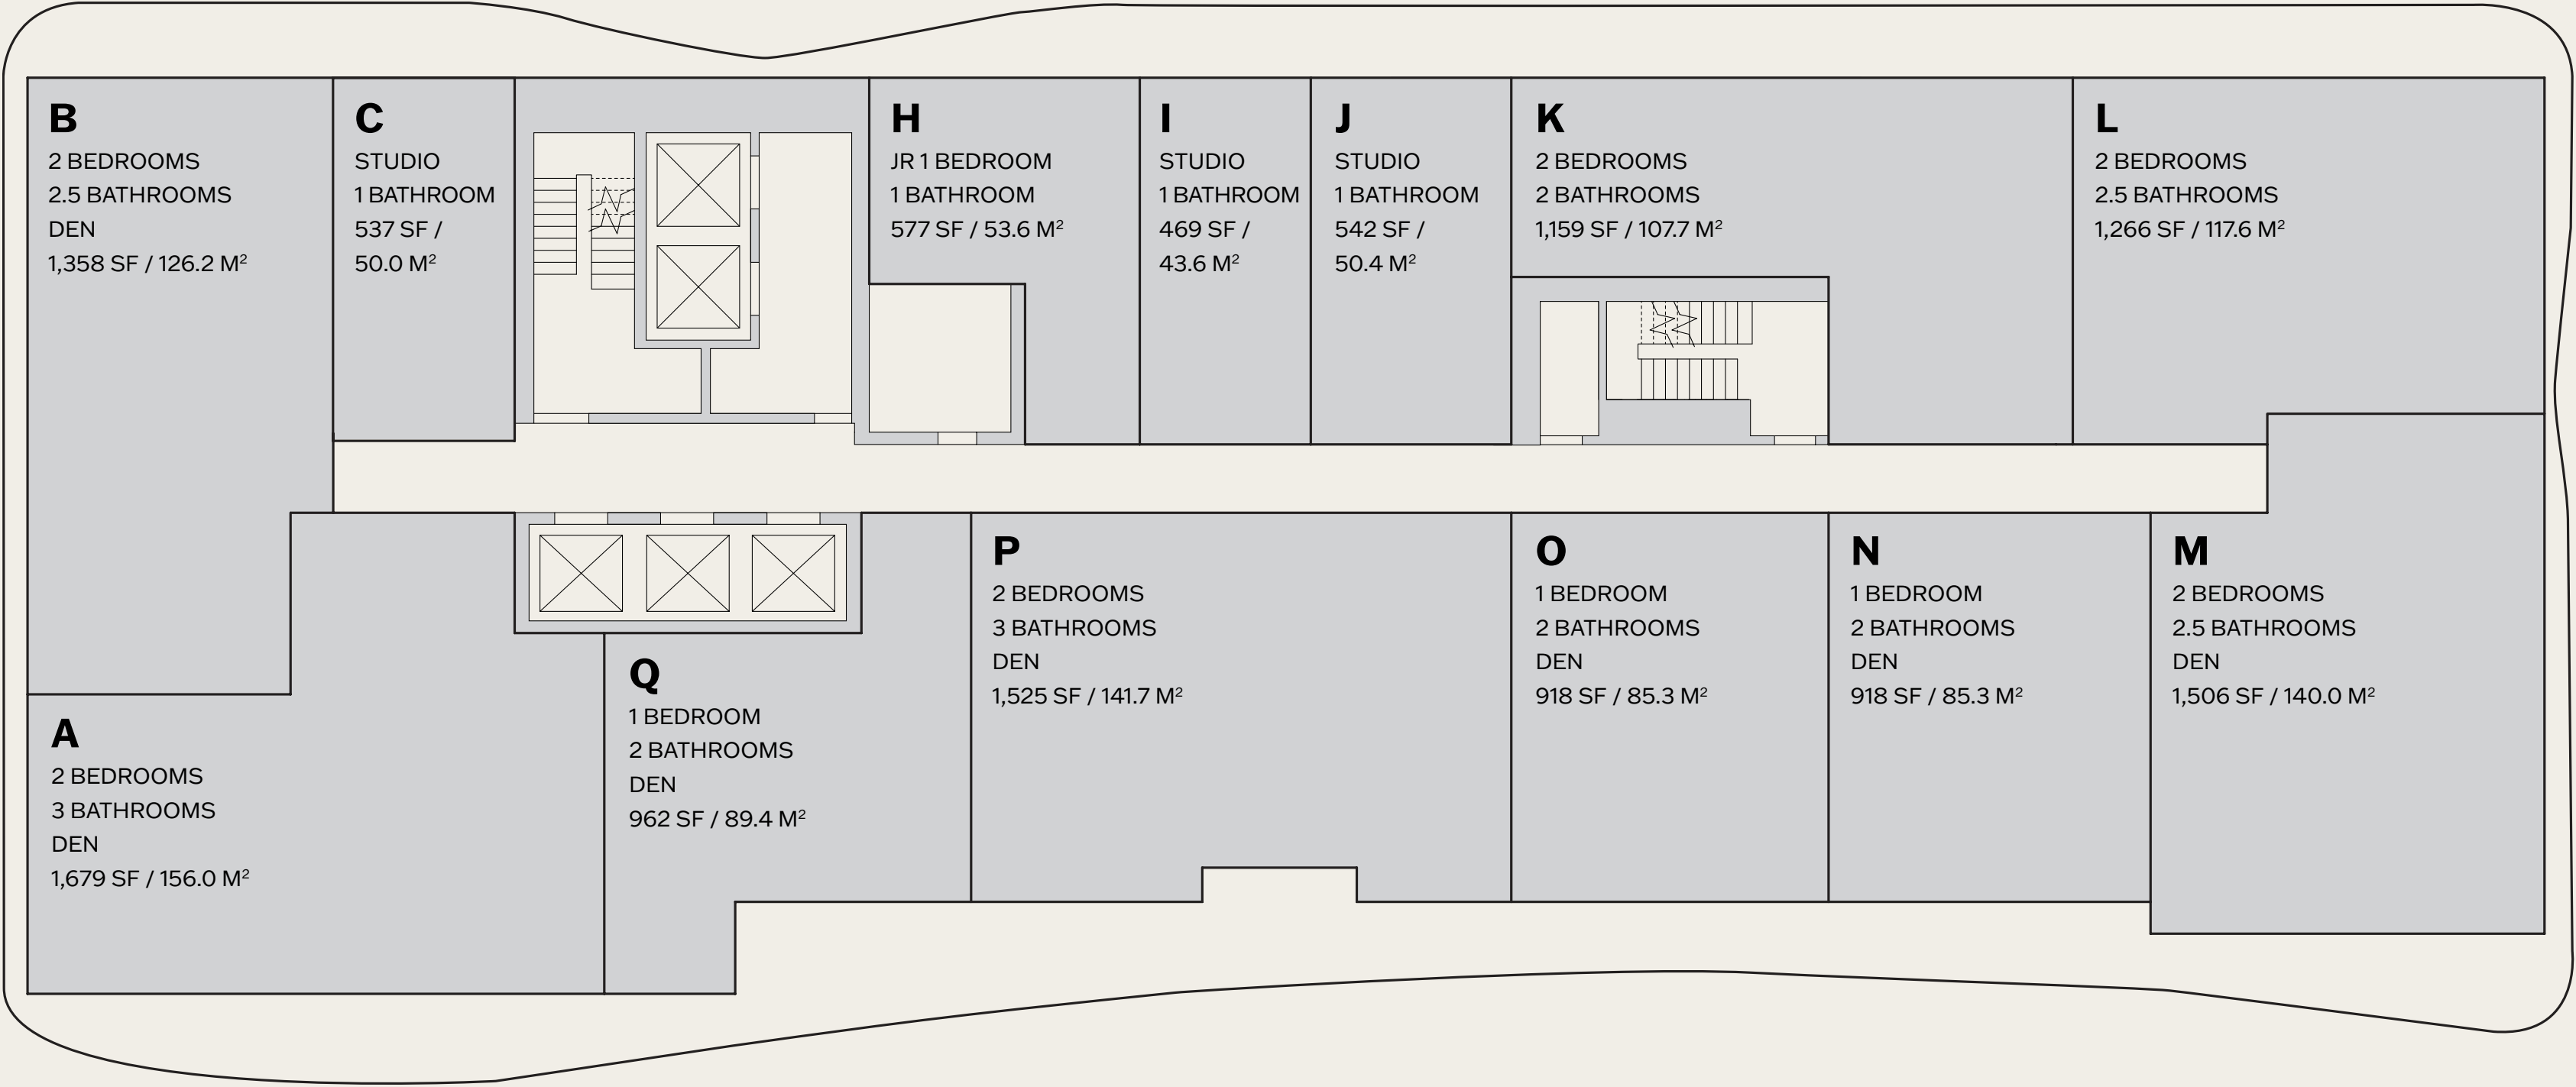 B
2 BEDROOMS
2.5 BATHROOMS
DEN
1,358 SF / 126.2 M²
C
STUDIO
1 BATHROOM
537 SF /
50.0 M²
H
JR 1 BEDROOM
1 BATHROOM
577 SF / 53.6 M²
I
STUDIO
1 BATHROOM
469 SF /
43.6 M²
J
STUDIO
1 BATHROOM
542 SF /
50.4 M²
K
2 BEDROOMS
2 BATHROOMS
1,159 SF / 107.7 M²
L
2 BEDROOMS
2.5 BATHROOMS
1,266 SF / 117.6 M²
A
2 BEDROOMS
3 BATHROOMS
DEN
1,679 SF / 156.0 M²
Q
1 BEDROOM
2 BATHROOMS
DEN
962 SF / 89.4 M²
P
2 BEDROOMS
3 BATHROOMS
DEN
1,525 SF / 141.7 M²
O
1 BEDROOM
2 BATHROOMS
DEN
918 SF / 85.3 M²
N
1 BEDROOM
2 BATHROOMS
DEN
918 SF / 85.3 M²
M
2 BEDROOMS
2.5 BATHROOMS
DEN
1,506 SF / 140.0 M²